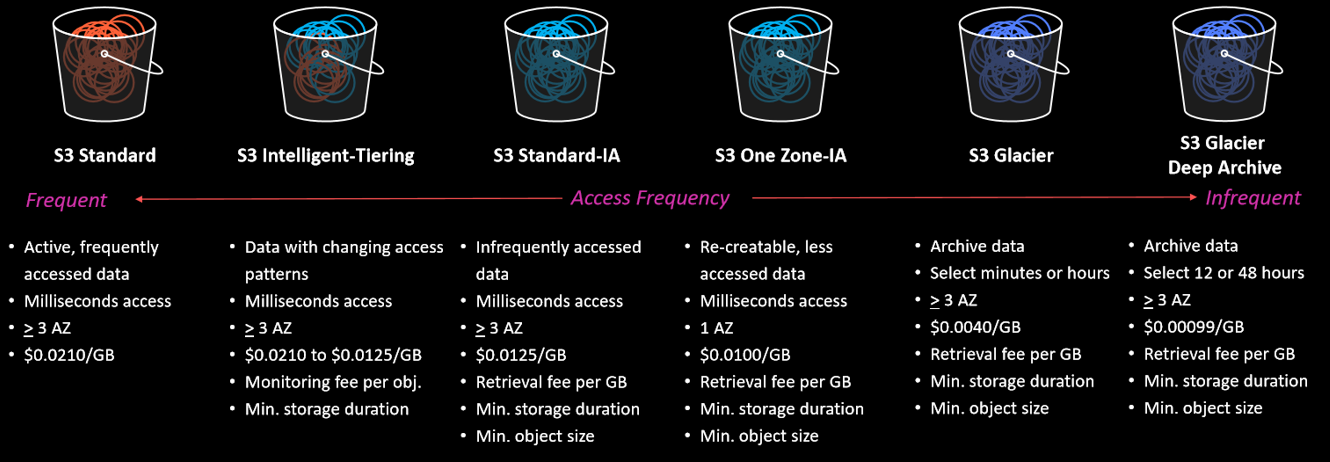 S3 Standard
S3 Intelligent-Tiering
S3 Standard-IA
S3 One Zone-IA
S3 Glacier
S3 Glacier
Deep Archive
Frequent
Access Frequency
Infrequent
• Active, frequently
accessed data
• Milliseconds access
• ≥ 3 AZ
• $0.0210/GB
• Data with changing access
patterns
• Milliseconds access
• ≥ 3 AZ
• $0.0210 to $0.0125/GB
• Monitoring fee per obj.
• Min. storage duration
• Infrequently accessed
data
• Milliseconds access
• ≥ 3 AZ
• $0.0125/GB
• Retrieval fee per GB
• Min. storage duration
• Min. object size
• Re-creatable, less
accessed data
• Milliseconds access
• 1 AZ
• $0.0100/GB
• Retrieval fee per GB
• Min. storage duration
• Min. object size
• Archive data
• Select minutes or hours
• ≥ 3 AZ
• $0.0040/GB
• Retrieval fee per GB
• Min. storage duration
• Min. object size
• Archive data
• Select 12 or 48 hours
• ≥ 3 AZ
• $0.00099/GB
• Retrieval fee per GB
• Min. storage duration
• Min. object size